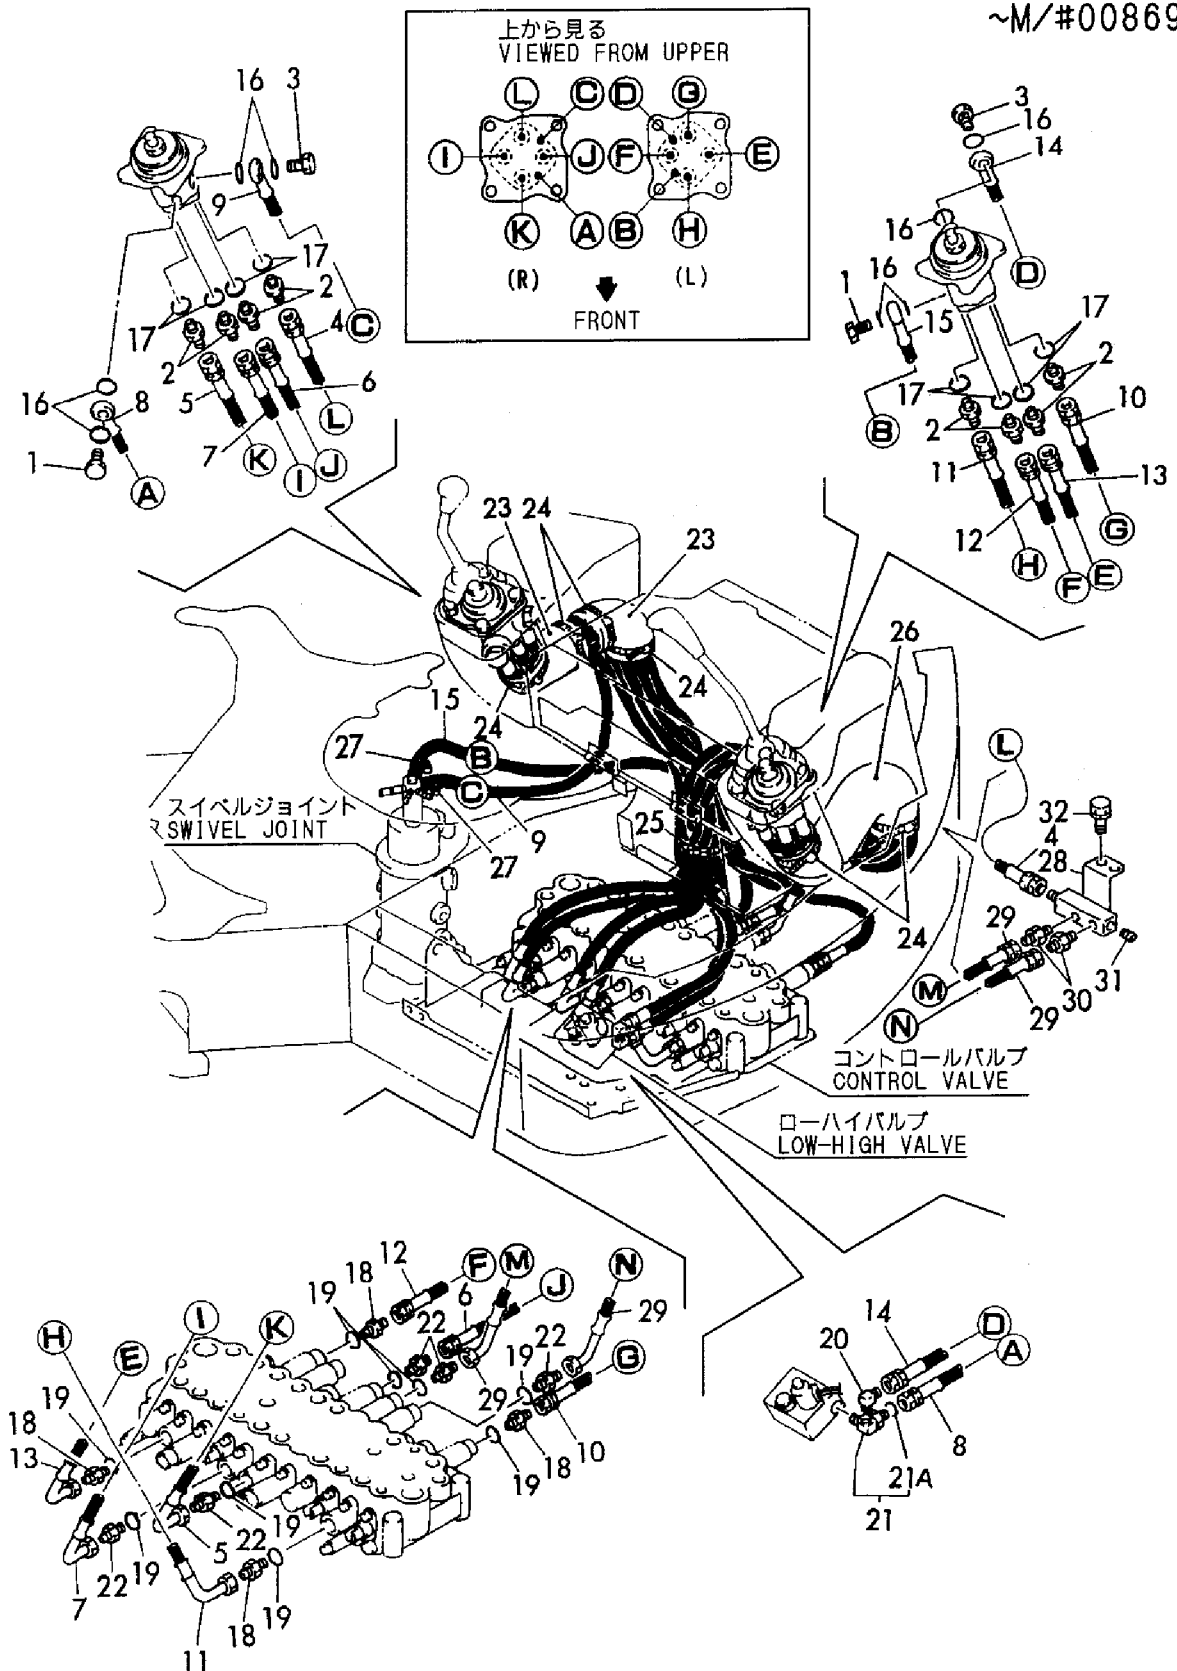 ~M/#00869
上から見る
VIEWED FROM UPPER
L C D G
I J F E
K A B H
(R) (L)
FRONT
16 3
9
17
2
4 C
17
2
16 8 5 6
7 L
1 K J
A I
3
16
14
16
D
1 16
15
17
2
17
B 2 10
11 13
12 G
H F E
23 24 23
26
24
15 24
27 B
C
スイベルジョイント
SWIVEL JOINT
25
9
27
24
L
32
4
28
29
31
M 30
N 29
コントロールバルブ
CONTROL VALVE
ローハイバルブ
LOW-HIGH VALVE
12 F M N
18 6 J
19 29
22 22
19 G
29
10
18
19
I
H K
E
19
18
13
19
22 5
19
22
7
18 19
11
14 D
20 A
8
21A
21